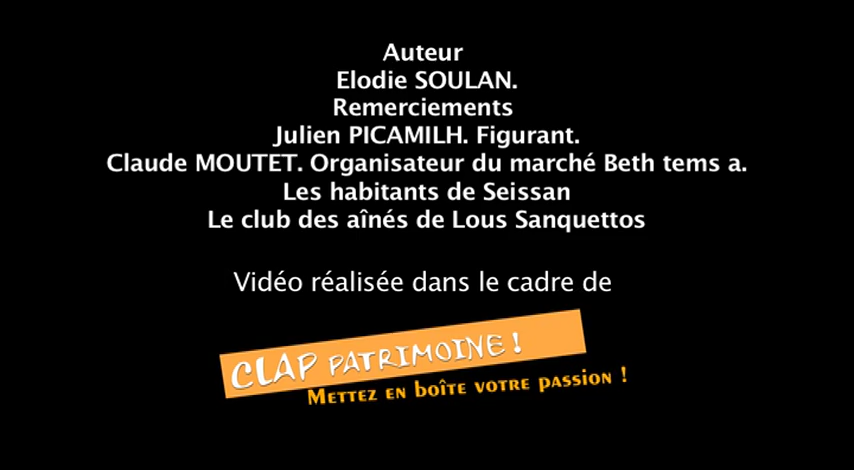 Auteur
Elodie SOULAN.
Remerciements
Julien PICAMILH. Figurant.
Claude MOUTET. Organisateur du marché Beth tems a.
Les habitants de Seissan
Le club des aînés de Lous Sanquettos
Vidéo réalisée dans le cadre de
CLAP PATRIMOINE !
METTEZ EN BOÎTE VOTRE PASSION !